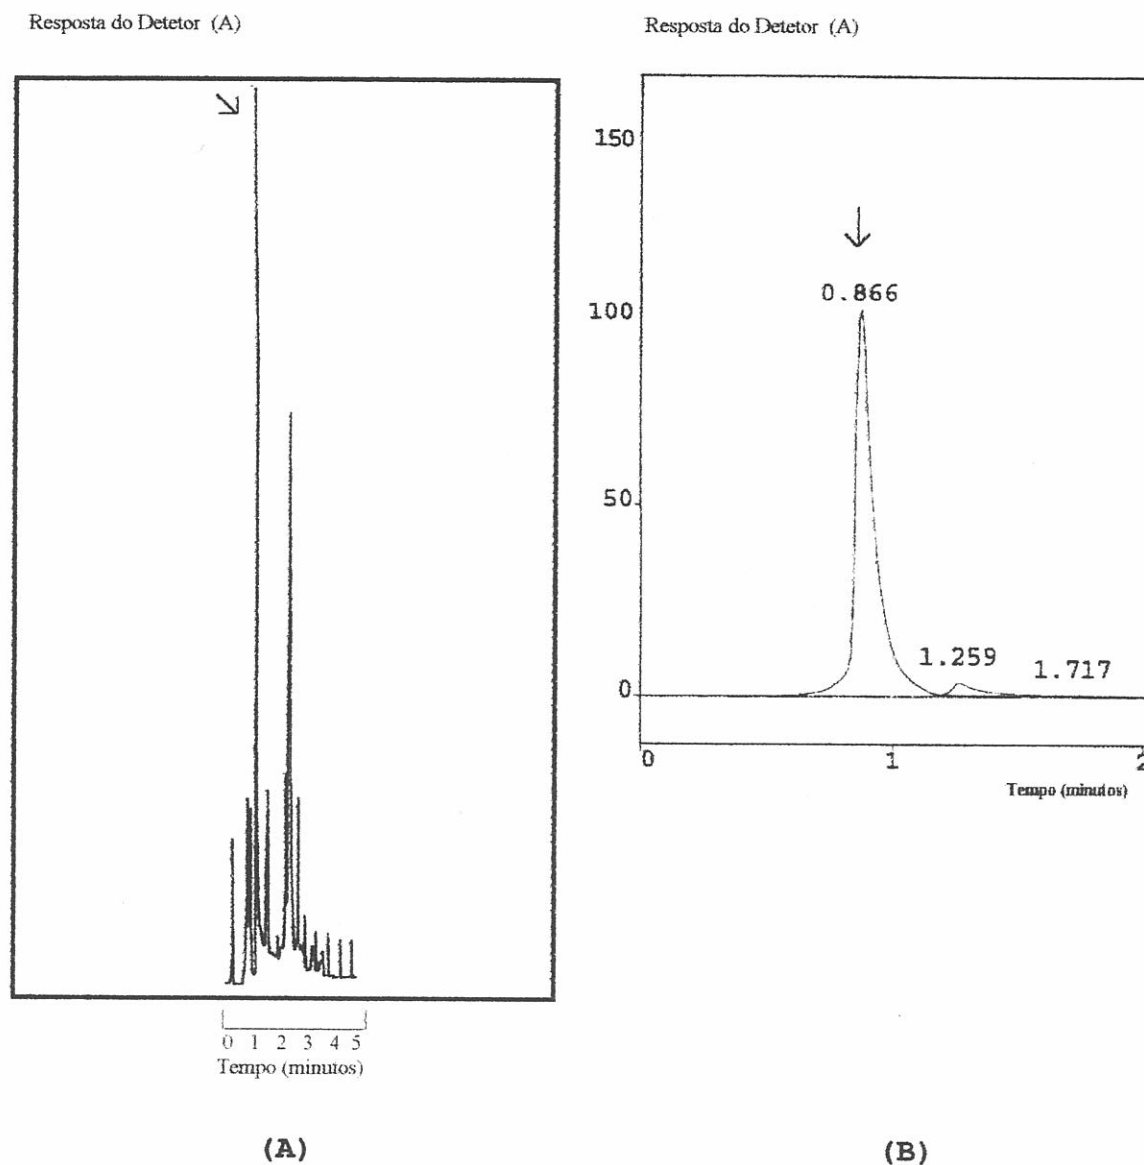 Resposta do Detetor (A)
Resposta do Detetor (A)
0 1 2 3 4 5
Tempo (minutos)
(A)
150
100
50
0
0.866
1.259
1.717
0 1 2
Tempo (minutos)
(B)